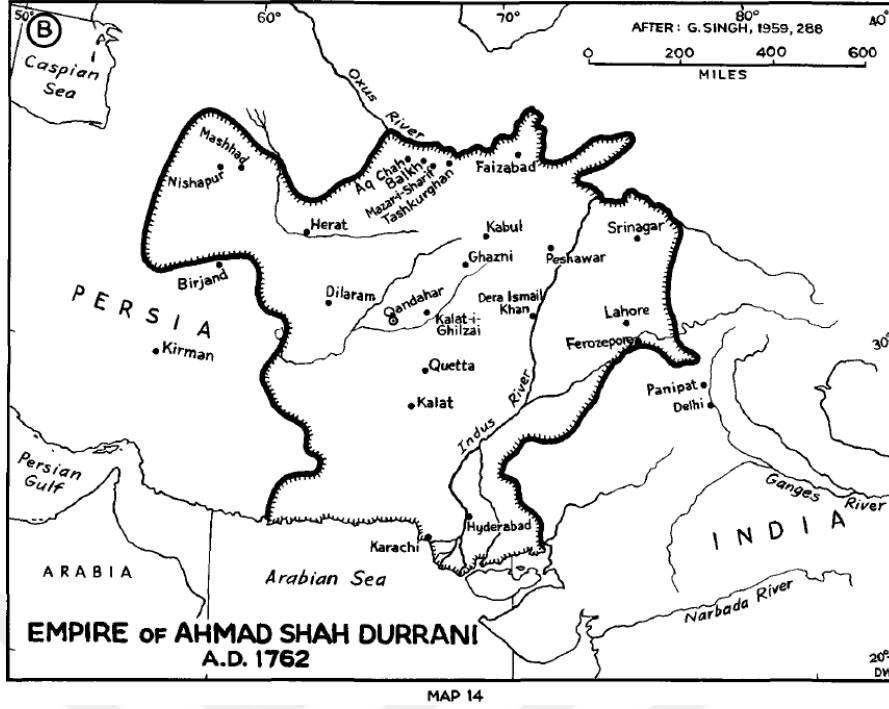 50°
60°
70°
80°
40°
B
AFTER: G. SINGH, 1959, 288
0 200 400 600
MILES
Caspian
Sea
Oxus River
Mashhad
Nishapur
Aq Chah
Balkh
Mazar-i-Sharif
Tashkurghan
Faizabad
Herat
Kabul
Srinagar
Ghazni
Peshawar
Birjand
PERSIA
Dilaram
Qandahar
Kalat-i-
Ghilzai
Dera Ismail
Khan
Lahore
Ferozepore
30°
Kirman
Quetta
Kalat
Indus River
Panipat
Delhi
Persian
Gulf
Ganges River
Hyderabad
Karachi
INDIA
ARABIA
Arabian Sea
Narbada River
EMPIRE OF AHMAD SHAH DURRANI
A.D. 1762
20°
DW
MAP 14